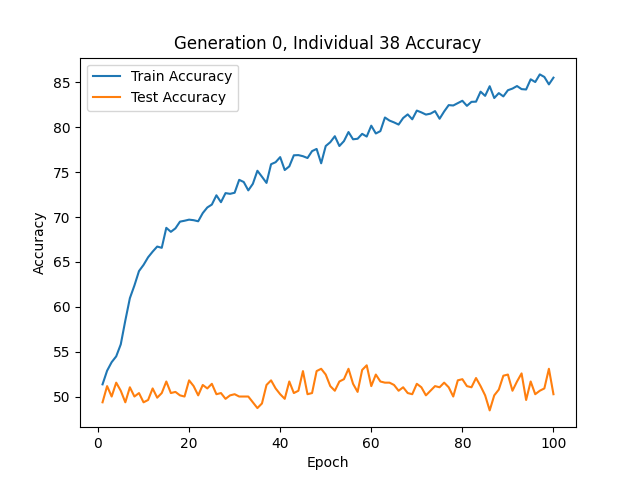 Generation 0, Individual 38 Accuracy
Train Accuracy
Test Accuracy
Accuracy
85
80
75
70
65
60
55
50
0 20 40 60 80 100
Epoch